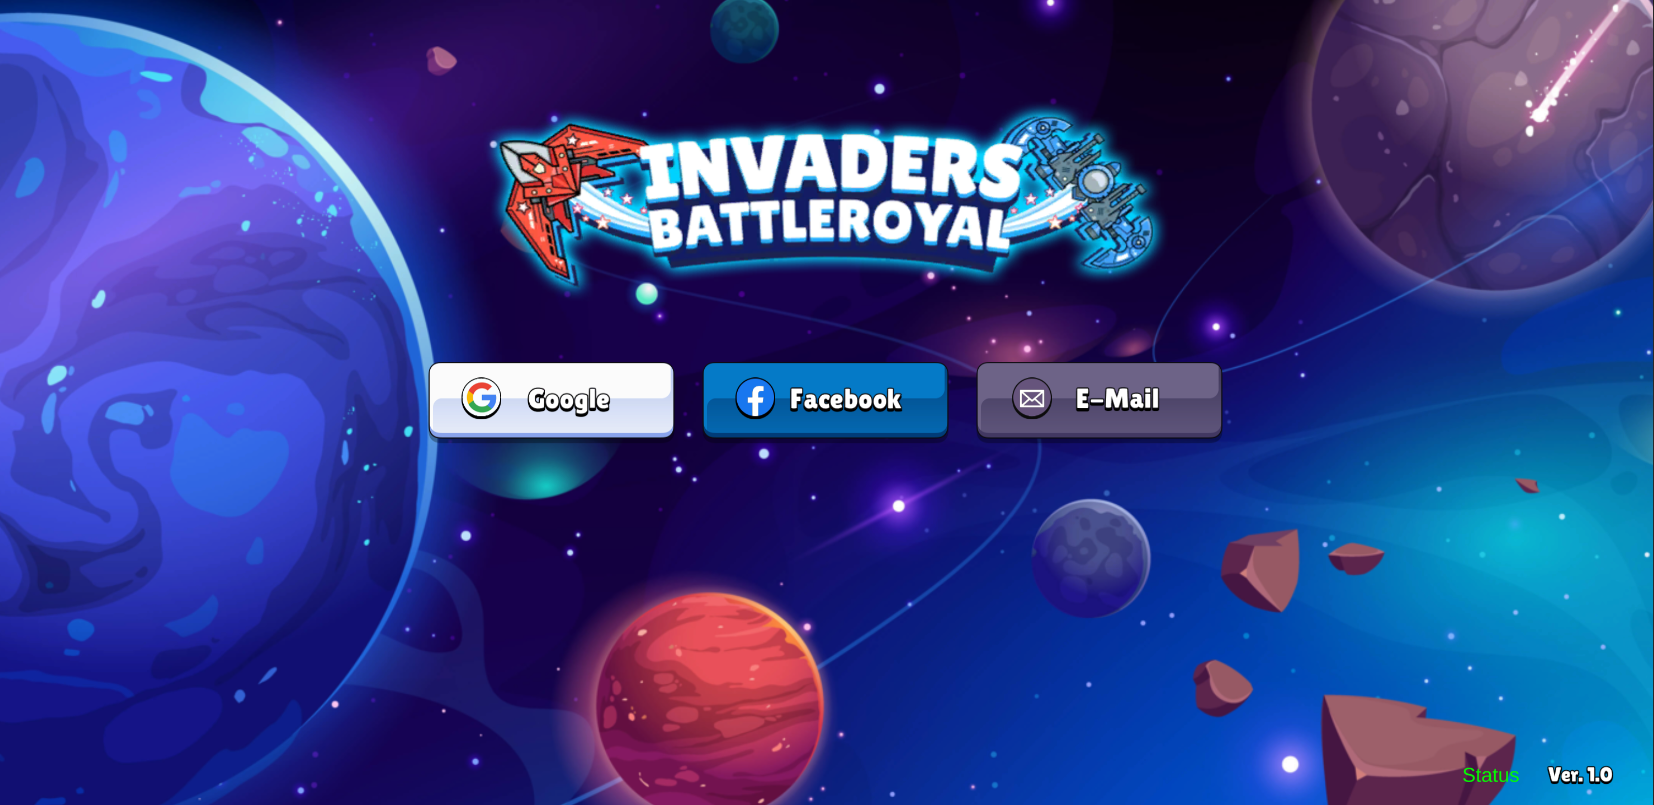 INVADERS
BATTLEROYAL
Google
Facebook
E-Mail
Status
Ver. 1.0